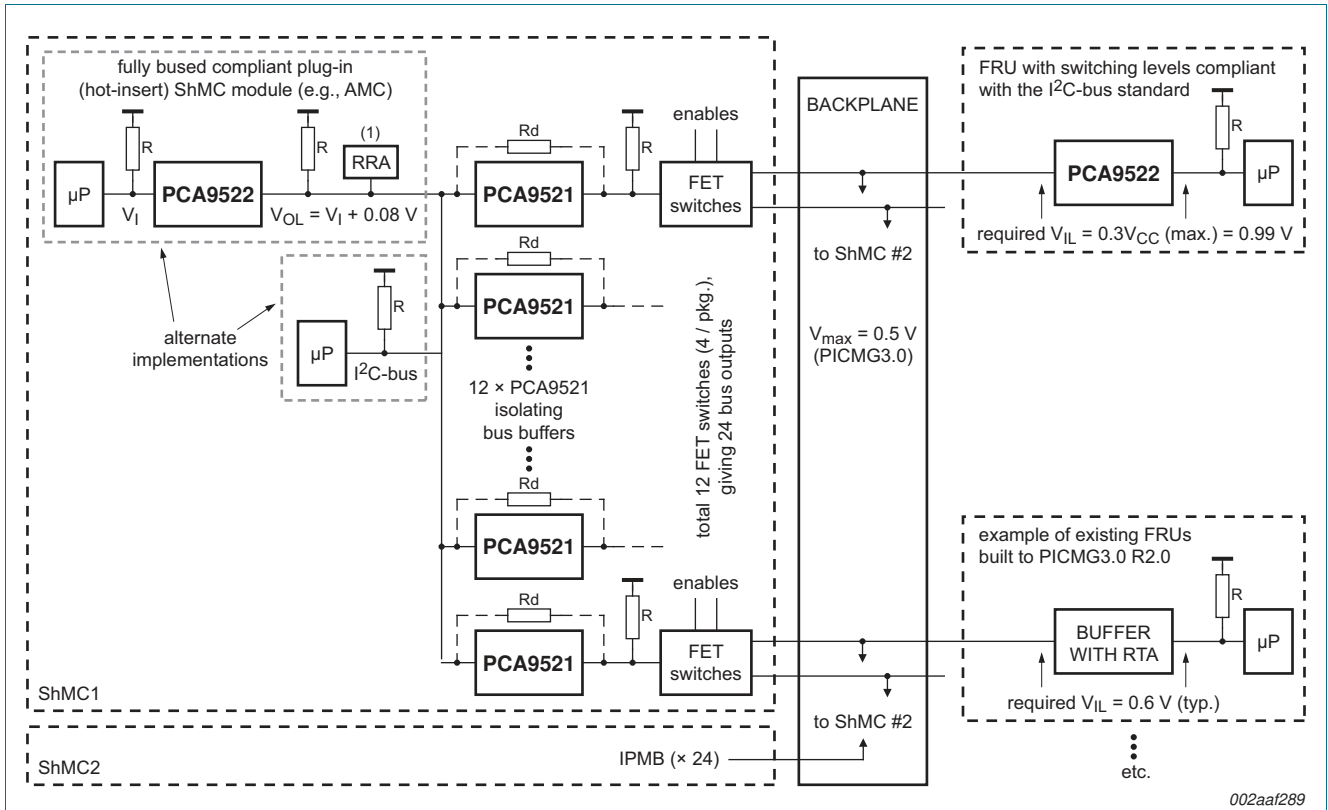 fully bused compliant plug-in
(hot-insert) ShMC module (e.g., AMC)
R
R
(1)
RRA
µP
PCA9522
V_I
V_OL = V_I + 0.08 V
alternate
implementations
µP
R
I²C-bus
Rd
PCA9521
R
enables
FET
switches
Rd
PCA9521
12 × PCA9521
isolating
bus buffers
total 12 FET switches (4 / pkg.),
giving 24 bus outputs
Rd
PCA9521
Rd
PCA9521
R
enables
FET
switches
ShMC1
ShMC2
IPMB (× 24)
BACKPLANE
to ShMC #2
V_max = 0.5 V
(PICMG3.0)
to ShMC #2
FRU with switching levels compliant
with the I²C-bus standard
R
PCA9522
µP
required V_IL = 0.3V_CC (max.) = 0.99 V
example of existing FRUs
built to PICMG3.0 R2.0
R
BUFFER
WITH RTA
µP
required V_IL = 0.6 V (typ.)
etc.
002aaf289